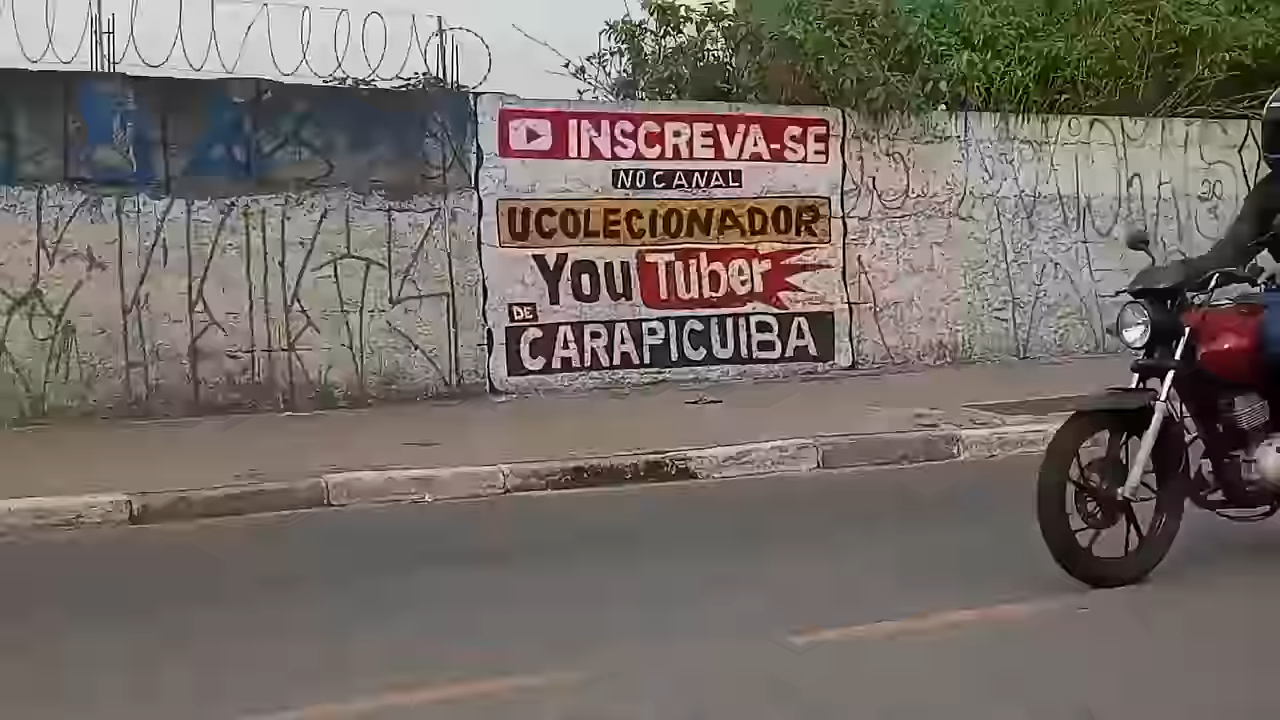 INSCREVA-SE
NO CANAL
UCOLECIONADOR
YouTuber
DE
CARAPICUIBA